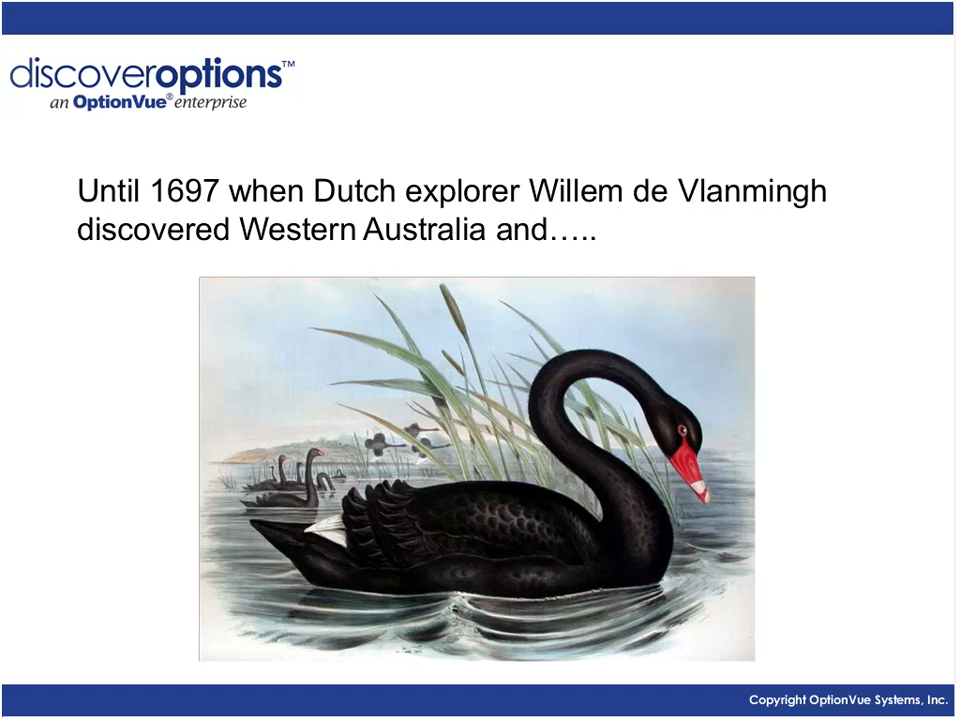 discoveroptions™
an OptionVue® enterprise
Until 1697 when Dutch explorer Willem de Vlanmingh
discovered Western Australia and…..
Copyright OptionVue Systems, Inc.